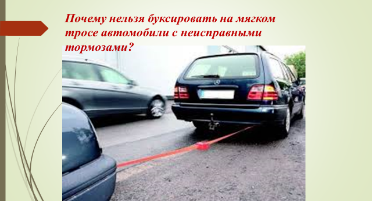 Почему нельзя буксировать на мягком
тросе автомобили с неисправными
тормозами?